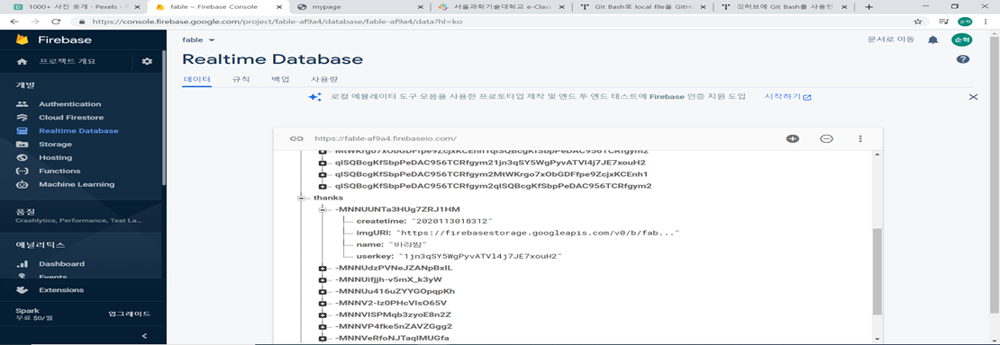 1000+ 사진 웃개 · Pexels · 
fable – Firebase Console
mypage
서울과학기술대학교 e-Class
Git Bash로 local file을 GitHu
깃허브에 Git Bash를 사용한
https://console.firebase.google.com/project/fable-af9a4/database/fable-af9a4/data?hl=ko
순혁
Firebase
fable
문서로 이동
순혁
프로젝트 개요
Realtime Database
개발
데이터
규칙
백업
사용량
로컬 에뮬레이터 도구 모음을 사용한 프로토타입 제작 및 엔드 투 엔드 테스트에 Firebase 인증 지원 도입
시작하기
Authentication
Cloud Firestore
Realtime Database
Storage
Hosting
Functions
Machine Learning
품질
Crashlytics, Performance, Test La...
애널리틱스
Dashboard
Events
Extensions
Spark
무료 $0/월
업그레이드
https://fable-af9a4.firebaseio.com/
qISQBcgKfSbpPeDAC956TCRfgym21jn3qSY5WgPyvATVl4j7JE7xouH2
qISQBcgKfSbpPeDAC956TCRfgym2MtWKrgo7xObGDFfpe9ZcjxKCEnh1
qISQBcgKfSbpPeDAC956TCRfgym2qISQBcgKfSbpPeDAC956TCRfgym2
thanks
-MNNUUNTa3HUg7ZRJ1HM
createtime: "2020113018312"
imgURI: "https://firebasestorage.googleapis.com/v0/b/fab..."
name: "바라밤"
userkey: "1jn3qSY5WgPyvATVl4j7JE7xouH2"
-MNNUdzPVNeJZANpBxIL
-MNNUifjjh-v5mX_k3yW
-MNNUu416uZYYGOpqpKh
-MNNV2-Iz0PHcVIsO65V
-MNNVISPMqb3zyoE8n2Z
-MNNVP4fke5nZAVZGgg2
-MNNVeRfoNJTaqIMUGfa